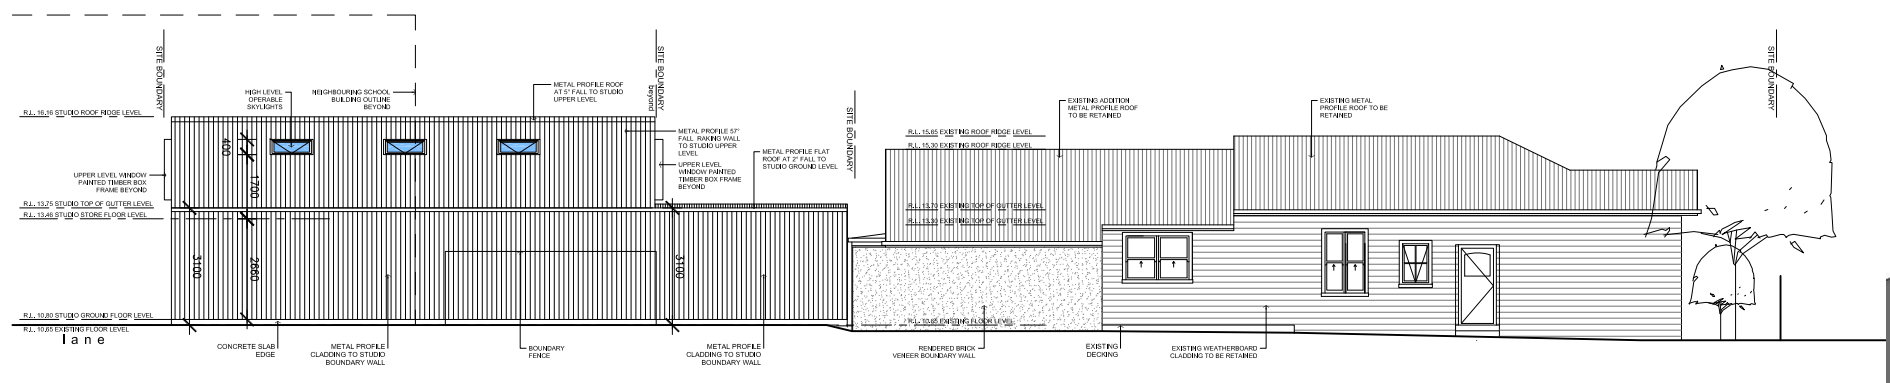 SITE BOUNDARY
SITE BOUNDARY
beyond
SITE BOUNDARY
SITE BOUNDARY
HIGH LEVEL
OPERABLE
SKYLIGHTS
NEIGHBOURING SCHOOL
BUILDING OUTLINE
BEYOND
METAL PROFILE ROOF
AT 5° FALL TO STUDIO
UPPER LEVEL
EXISTING ADDITION
METAL PROFILE ROOF
TO BE RETAINED
EXISTING METAL
PROFILE ROOF TO BE
RETAINED
R.L. 16.16 STUDIO ROOF RIDGE LEVEL
METAL PROFILE 57°
FALL RAKING WALL
TO STUDIO UPPER
LEVEL
METAL PROFILE FLAT
ROOF AT 2° FALL TO
STUDIO GROUND LEVEL
UPPER LEVEL
WINDOW PAINTED
TIMBER BOX FRAME
BEYOND
R.L. 15.65 EXISTING ROOF RIDGE LEVEL
R.L. 15.30 EXISTING ROOF RIDGE LEVEL
400
1700
UPPER LEVEL WINDOW
PAINTED TIMBER BOX
FRAME BEYOND
R.L. 13.75 STUDIO TOP OF GUTTER LEVEL
R.L. 13.46 STUDIO STORE FLOOR LEVEL
R.L. 13.70 EXISTING TOP OF GUTTER LEVEL
R.L. 13.30 EXISTING TOP OF GUTTER LEVEL
3100
2660
3100
R.L. 10.80 STUDIO GROUND FLOOR LEVEL
R.L. 10.65 EXISTING FLOOR LEVEL
R.L. 10.65 EXISTING FLOOR LEVEL
lane
CONCRETE SLAB
EDGE
METAL PROFILE
CLADDING TO STUDIO
BOUNDARY WALL
BOUNDARY
FENCE
METAL PROFILE
CLADDING TO STUDIO
BOUNDARY WALL
RENDERED BRICK
VENEER BOUNDARY WALL
EXISTING
DECKING
EXISTING WEATHERBOARD
CLADDING TO BE RETAINED